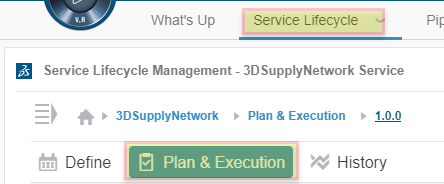 V.R
What's Up Service Lifecycle Pip
Service Lifecycle Management - 3DSupplyNetwork Service
3DSupplyNetwork Plan & Execution 1.0.0
Define Plan & Execution History